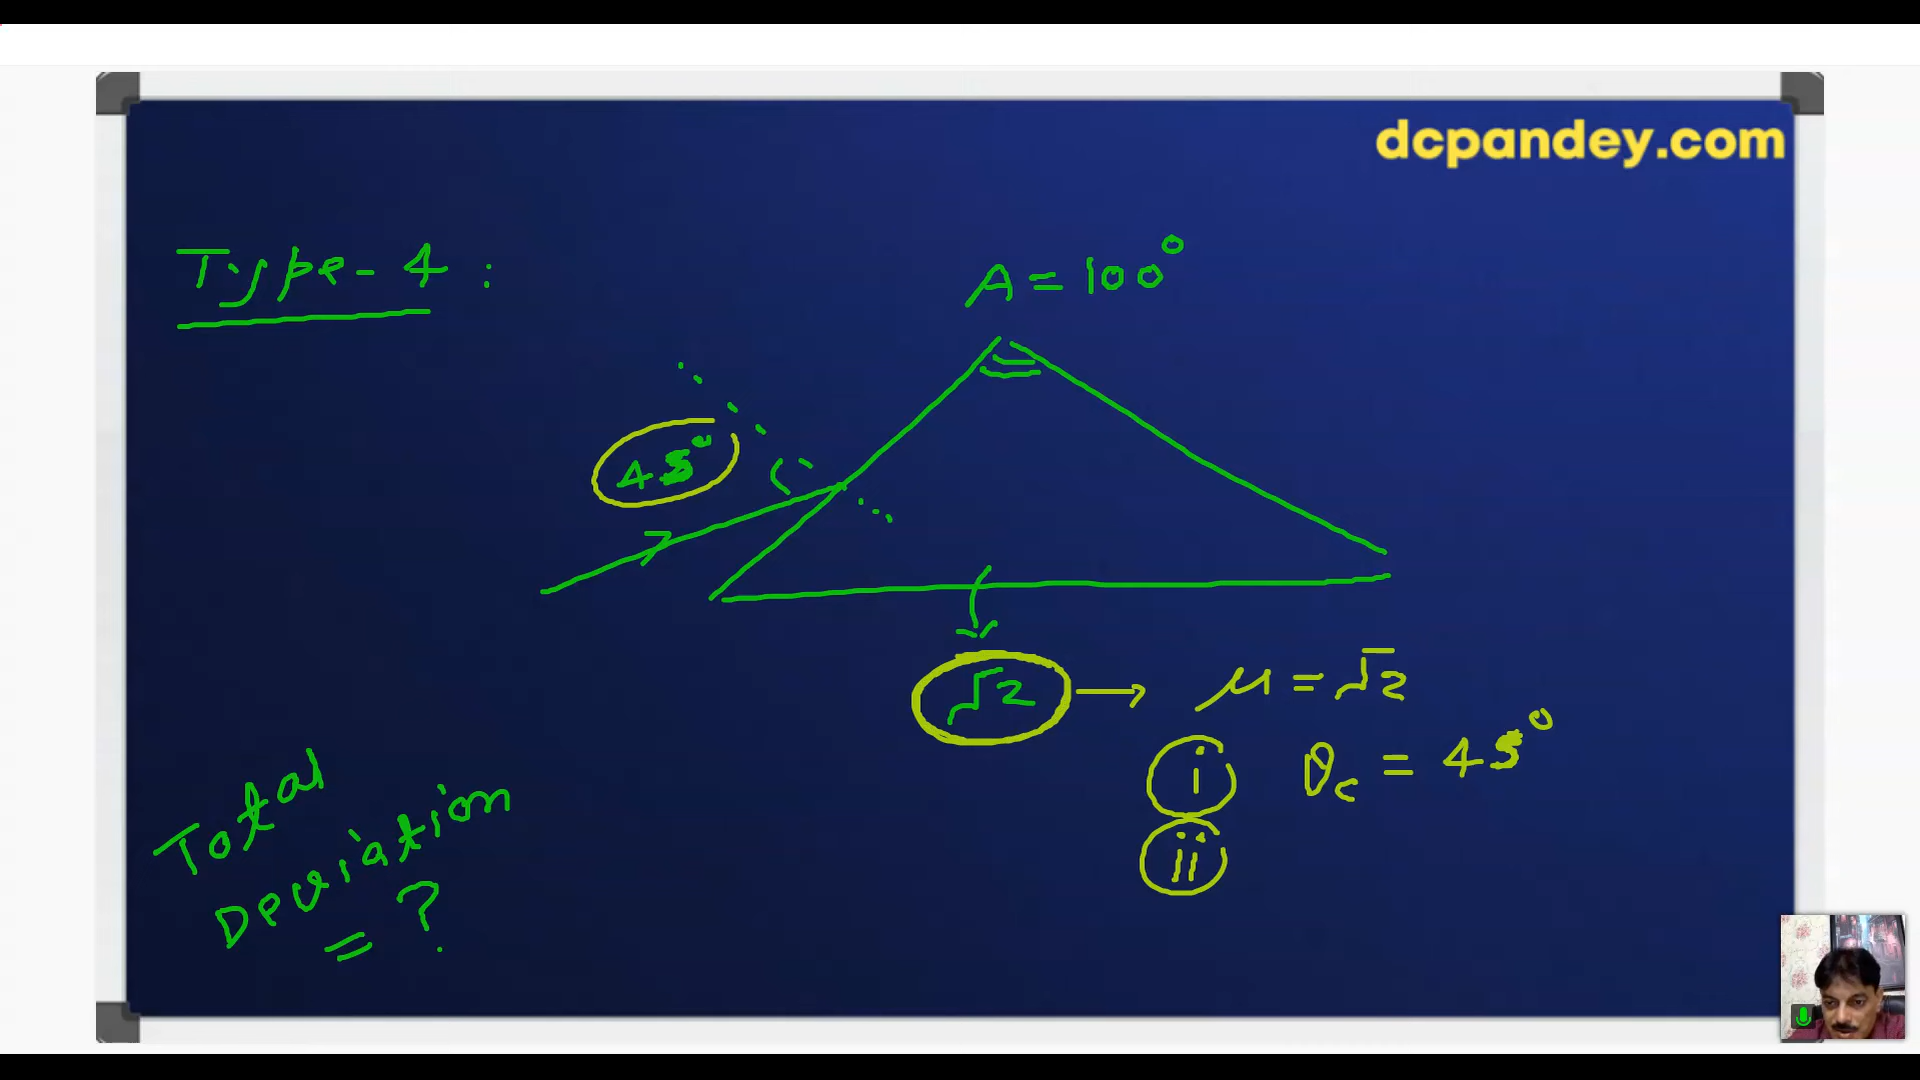 dcpandey.com
Type-4 :
A = 100°
45°
√2 → μ = √2
i θc = 45°
ii
Total
Deviation
= ?